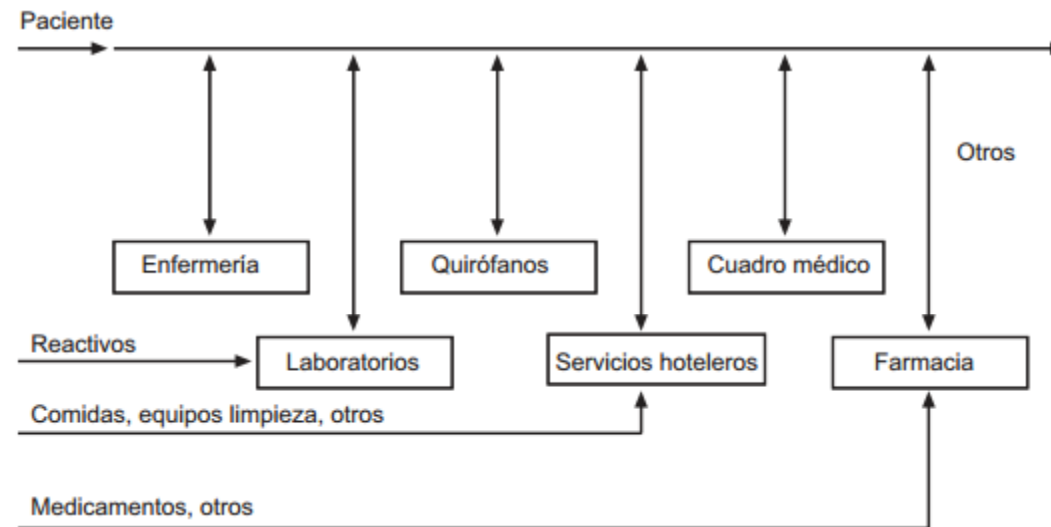 Paciente
Otros
Enfermería
Quirófanos
Cuadro médico
Reactivos
Laboratorios
Servicios hoteleros
Farmacia
Comidas, equipos limpieza, otros
Medicamentos, otros